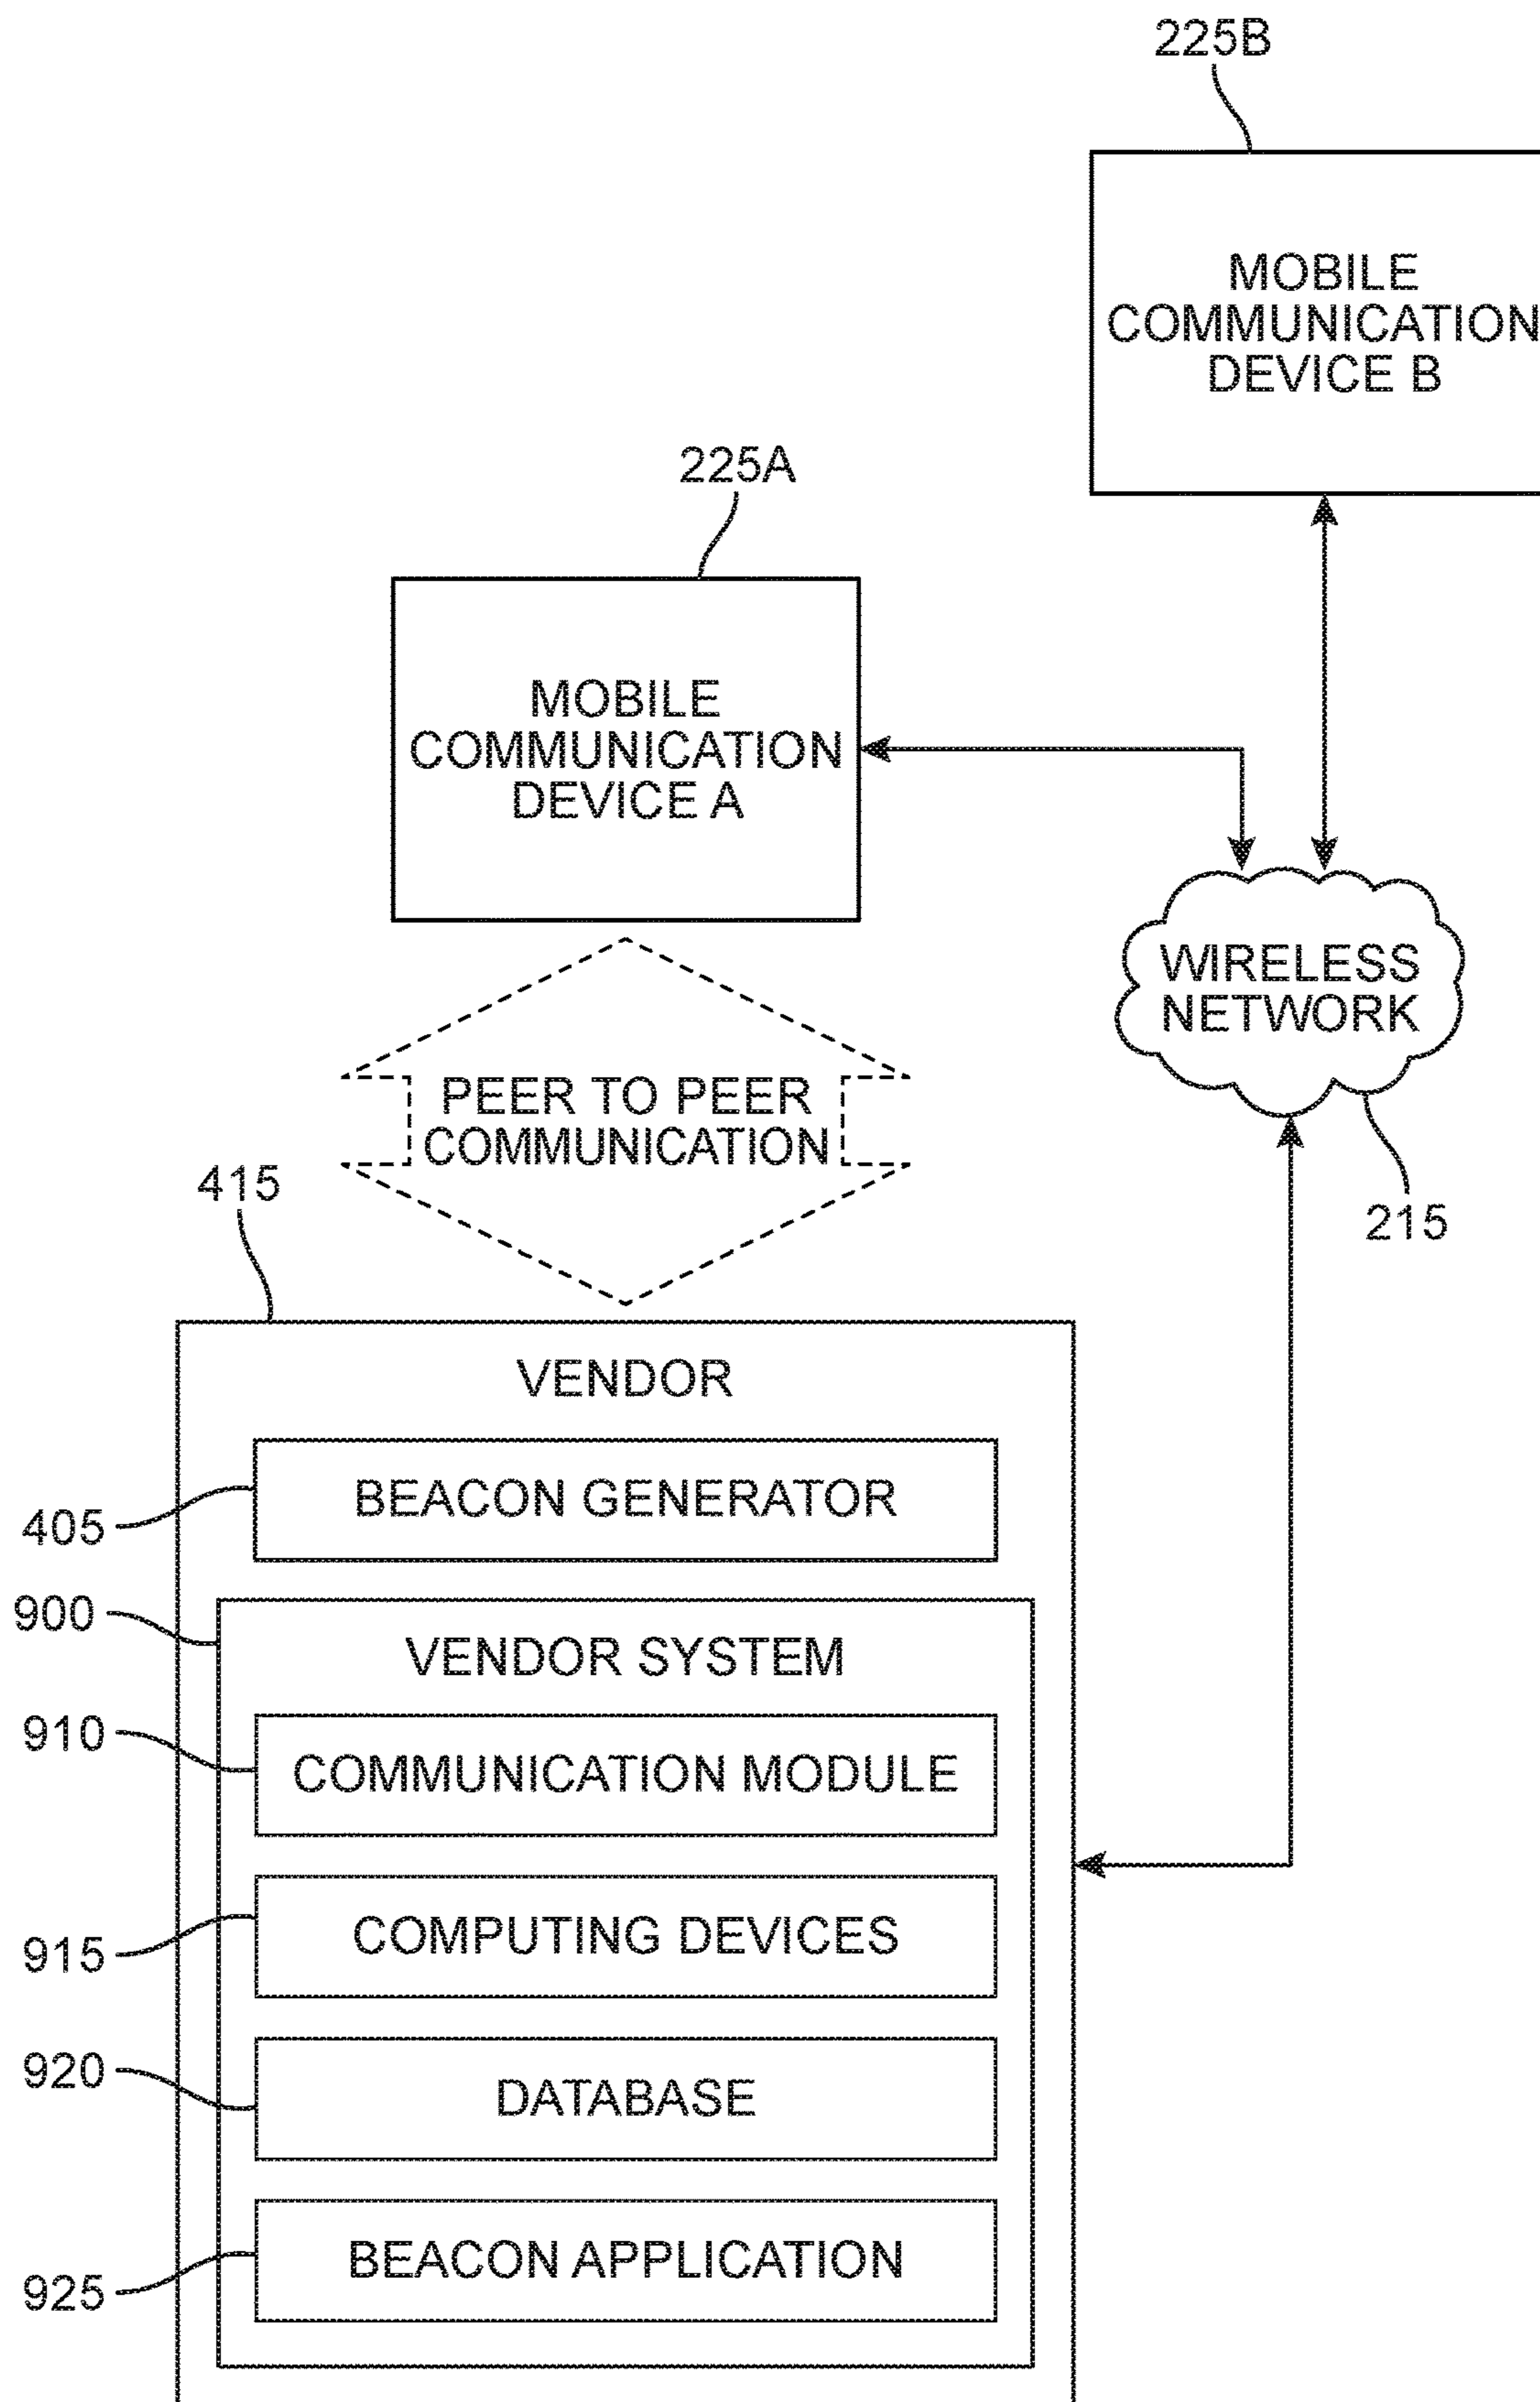 225B
MOBILE
COMMUNICATION
DEVICE B
225A
MOBILE
COMMUNICATION
DEVICE A
WIRELESS
NETWORK
PEER TO PEER
COMMUNICATION
415
215
VENDOR
BEACON GENERATOR
405
900
VENDOR SYSTEM
910
COMMUNICATION MODULE
COMPUTING DEVICES
915
920
DATABASE
BEACON APPLICATION
925